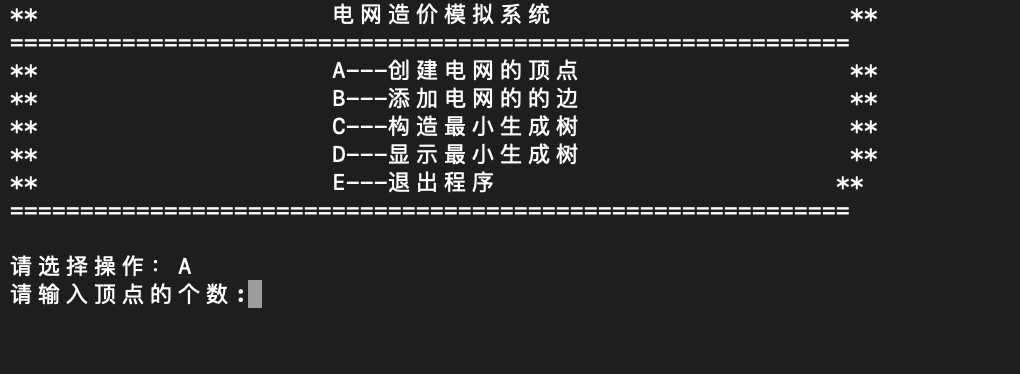 ** 电网造价模拟系统 **
============================================================
** A---创建电网的顶点 **
** B---添加电网的的边 **
** C---构造最小生成树 **
** D---显示最小生成树 **
** E---退出程序 **
============================================================
请选择操作：A
请输入顶点的个数: